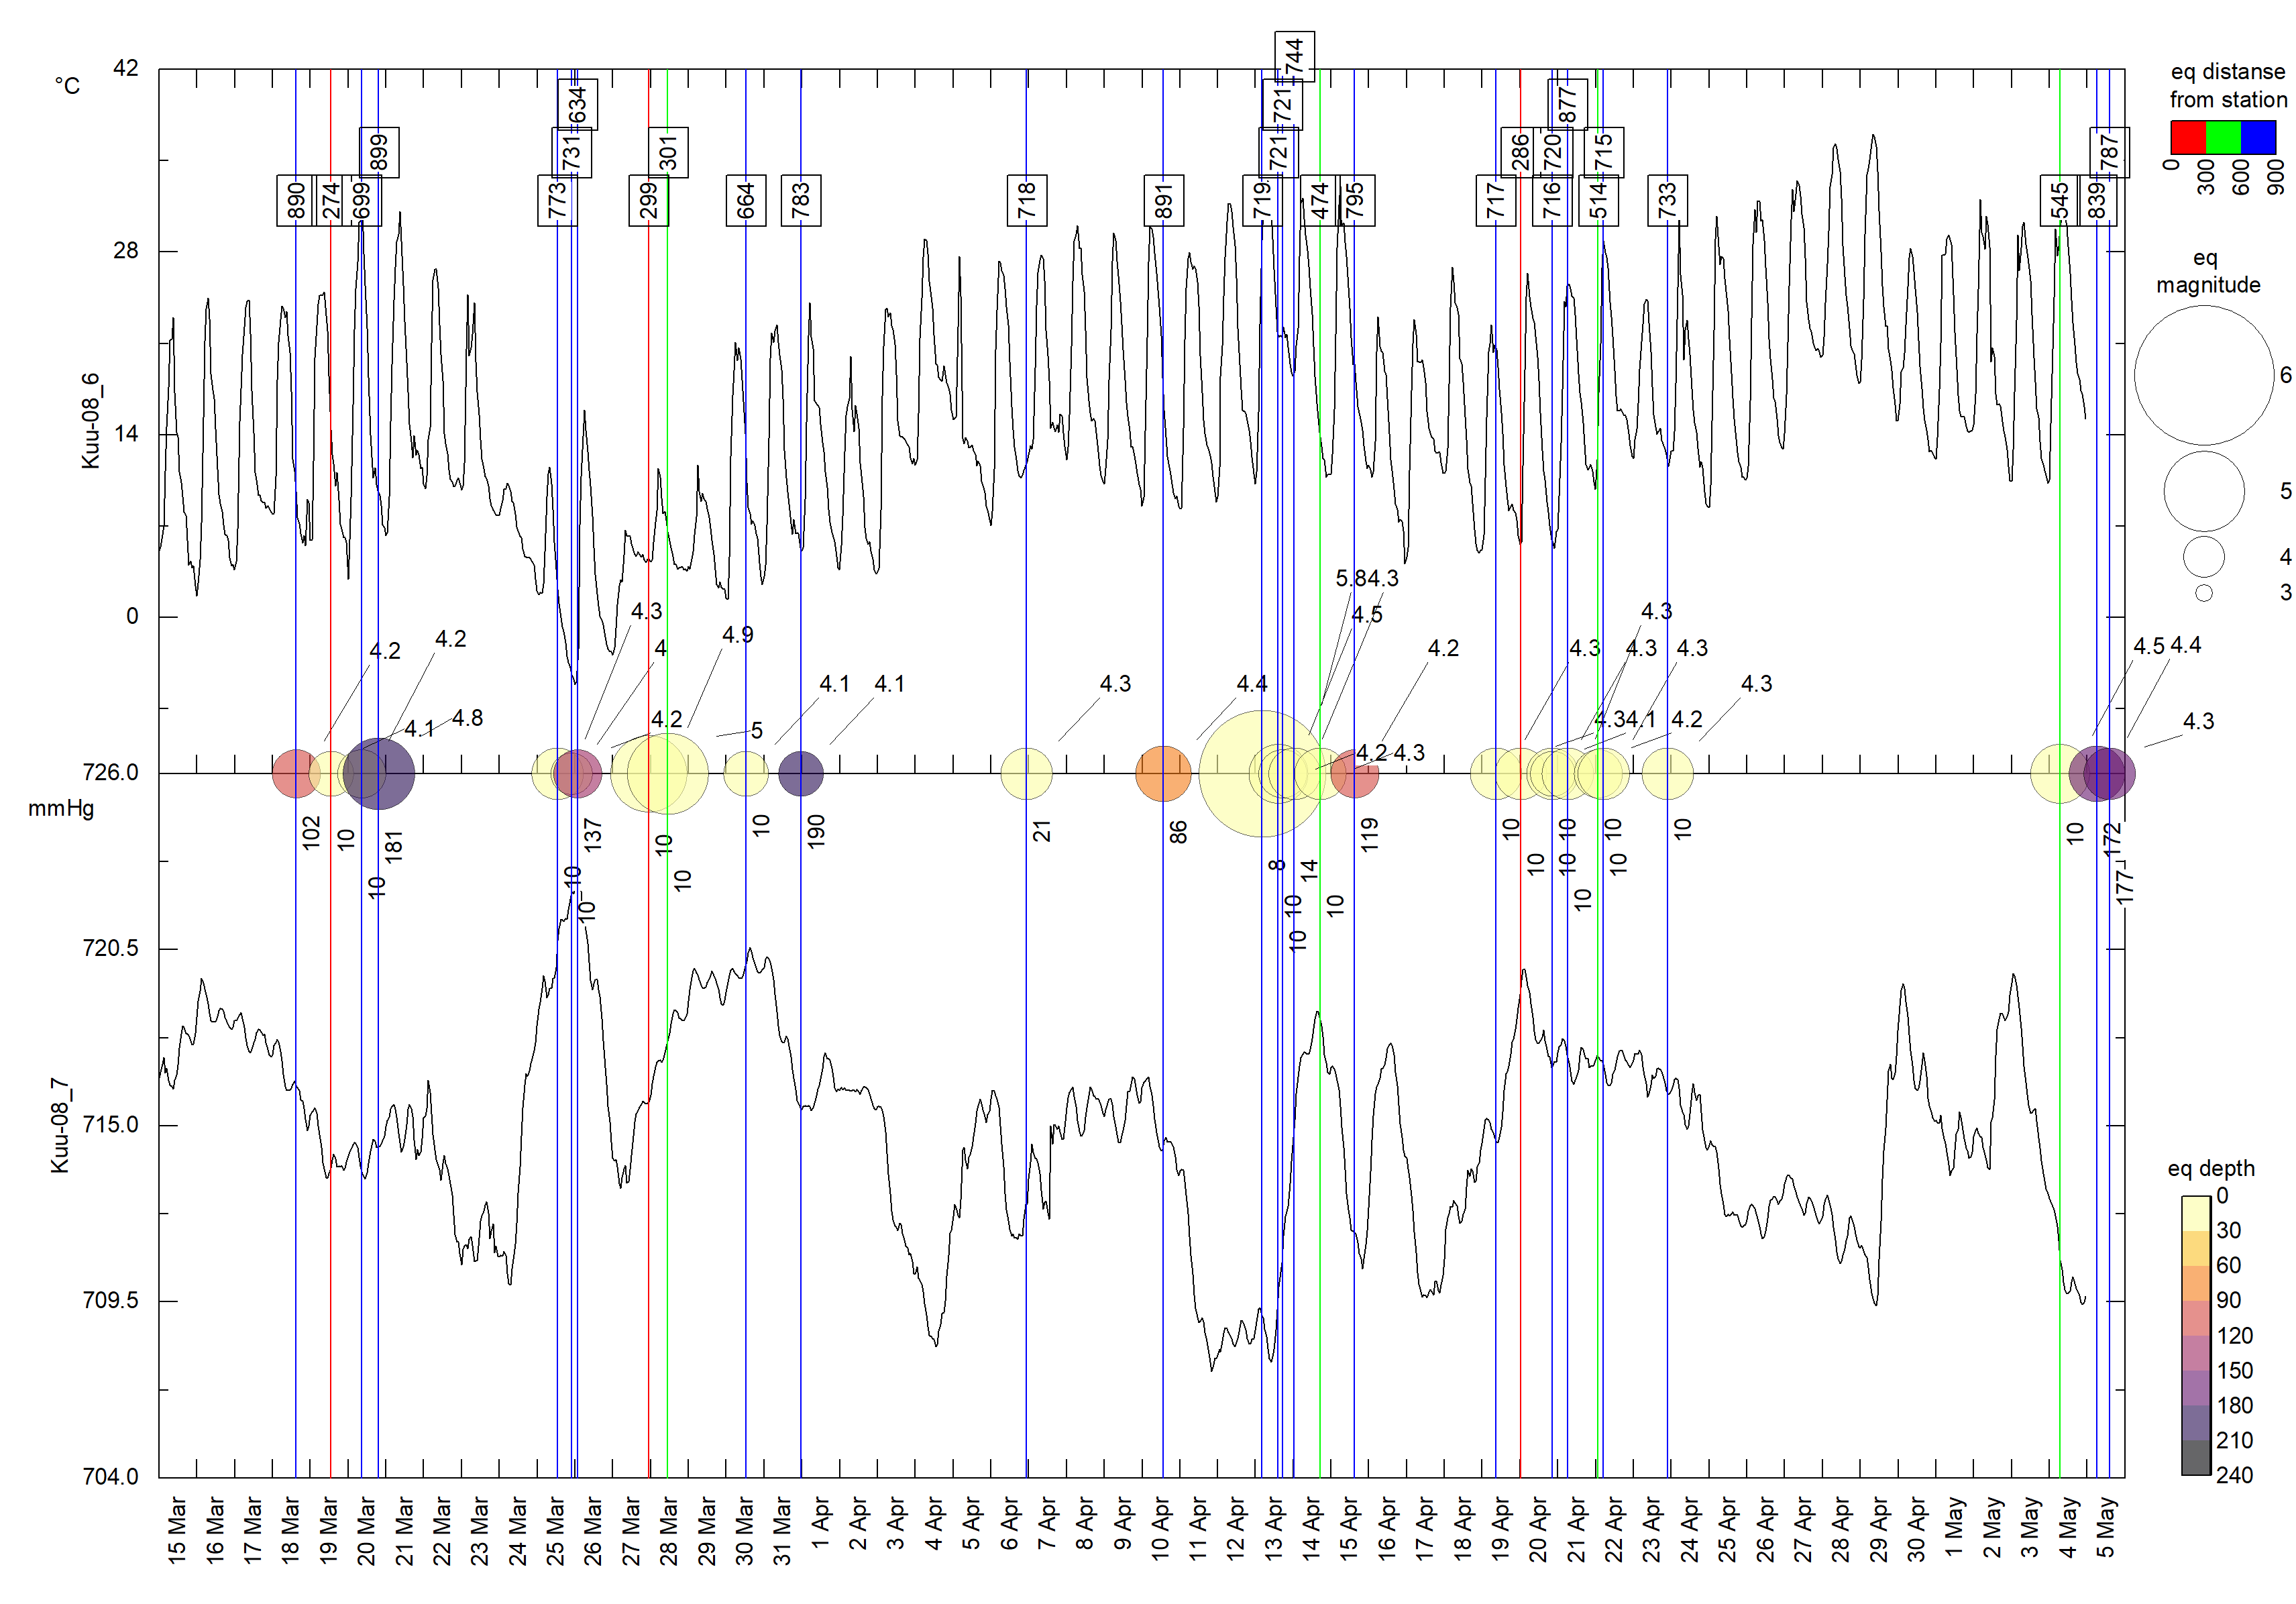 744
42
°C
eq distanse
from station
634
721
877
899
731
301
721
286
720
715
787
0
300
600
900
890
274
699
773
299
664
783
718
891
719
474
795
717
716
514
733
545
839
28
eq
magnitude
6
Kuu-08_6
14
5
4
5.8
4.3
3
0
4.3
4.5
4.3
4.2
4.2
4
4.9
4.2
4.3
4.3
4.3
4.5
4.4
4.1
4.1
4.3
4.4
4.3
4.1
4.8
4.2
5
4.3
4.1
4.2
4.3
4.2
4.3
726.0
mmHg
102
10
181
137
10
10
190
21
86
119
10
10
10
10
10
10
172
10
10
10
8
14
10
10
10
177
10
10
10
10
10
720.5
Kuu-08_7
715.0
709.5
704.0
eq depth
0
30
60
90
120
150
180
210
240
15 Mar
16 Mar
17 Mar
18 Mar
19 Mar
20 Mar
21 Mar
22 Mar
23 Mar
24 Mar
25 Mar
26 Mar
27 Mar
28 Mar
29 Mar
30 Mar
31 Mar
1 Apr
2 Apr
3 Apr
4 Apr
5 Apr
6 Apr
7 Apr
8 Apr
9 Apr
10 Apr
11 Apr
12 Apr
13 Apr
14 Apr
15 Apr
16 Apr
17 Apr
18 Apr
19 Apr
20 Apr
21 Apr
22 Apr
23 Apr
24 Apr
25 Apr
26 Apr
27 Apr
28 Apr
29 Apr
30 Apr
1 May
2 May
3 May
4 May
5 May